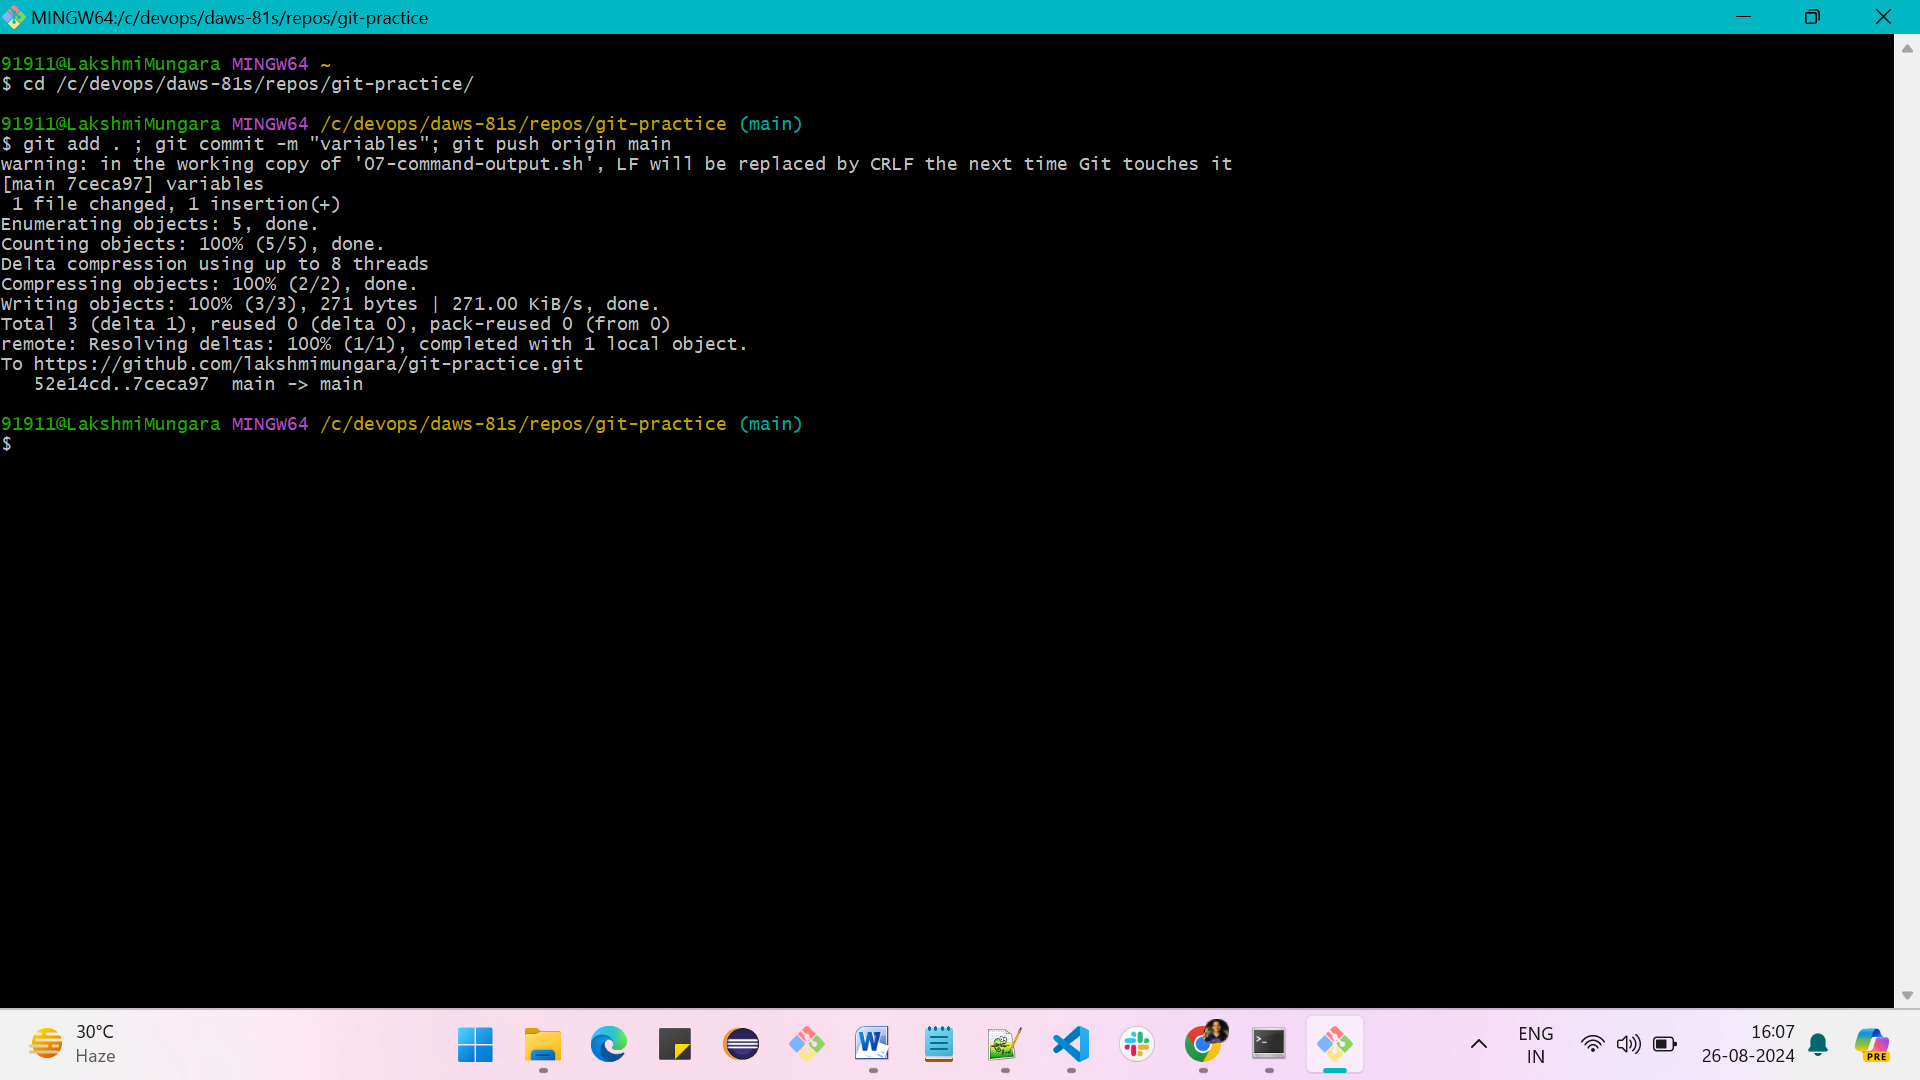 MINGW64:/c/devops/daws-81s/repos/git-practice
91911@LakshmiMungara MINGW64 ~
$ cd /c/devops/daws-81s/repos/git-practice/
91911@LakshmiMungara MINGW64 /c/devops/daws-81s/repos/git-practice (main)
$ git add . ; git commit -m "variables"; git push origin main
warning: in the working copy of '07-command-output.sh', LF will be replaced by CRLF the next time Git touches it
[main 7ceca97] variables
1 file changed, 1 insertion(+)
Enumerating objects: 5, done.
Counting objects: 100% (5/5), done.
Delta compression using up to 8 threads
Compressing objects: 100% (2/2), done.
Writing objects: 100% (3/3), 271 bytes | 271.00 KiB/s, done.
Total 3 (delta 1), reused 0 (delta 0), pack-reused 0 (from 0)
remote: Resolving deltas: 100% (1/1), completed with 1 local object.
To https://github.com/lakshmimungara/git-practice.git
52e14cd..7ceca97  main -> main
91911@LakshmiMungara MINGW64 /c/devops/daws-81s/repos/git-practice (main)
$
30°C
Haze
W
ENG
IN
16:07
26-08-2024
PRE